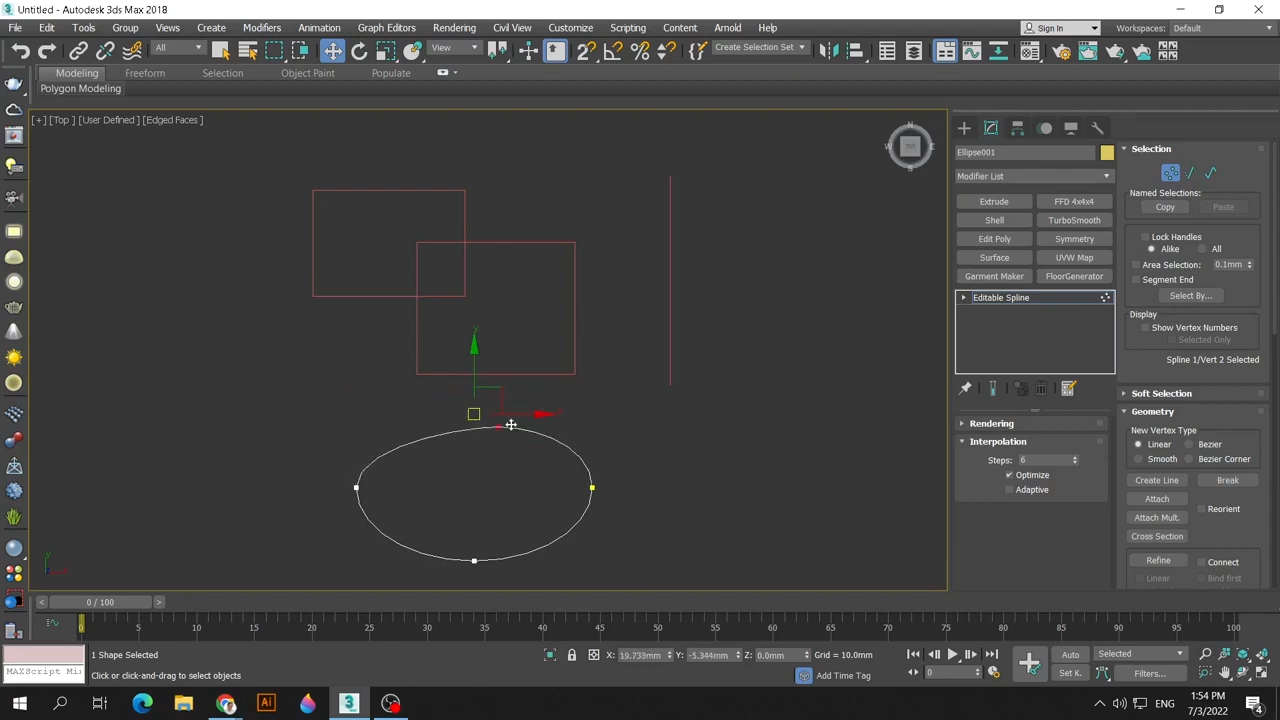 Untitled - Autodesk 3ds Max 2018
File Edit Tools Group Views Create Modifiers Animation Graph Editors Rendering Civil View Customize Scripting Content Arnold Help Sign In Workspaces: Default
All View Create Selection Set
Modeling Freeform Selection Object Paint Populate
Polygon Modeling
[+] [Top ] [User Defined ] [Edged Faces ]
N
W E
S
Ellipse001
Modifier List
Extrude FFD 4x4x4
Shell TurboSmooth
Edit Poly Symmetry
Surface UVW Map
Garment Maker FloorGenerator
Editable Spline
Rendering
Interpolation
Steps: 6
Optimize
Adaptive
Selection
Named Selections:
Copy Paste
Lock Handles
Alike All
Area Selection: 0.1mm
Segment End
Select By...
Display
Show Vertex Numbers
Selected Only
Spline 1/Vert 2 Selected
Soft Selection
Geometry
New Vertex Type
Linear Bezier
Smooth Bezier Corner
Create Line Break
Attach Reorient
Attach Mult.
Cross Section
Refine Connect
Linear Bind first
y
y
0 / 100
0 5 10 15 20 25 30 35 40 45 50 55 60 65 70 75 80 85 90 95 100
1 Shape Selected X: 19.733mm Y: -5.344mm Z: 0.0mm Grid = 10.0mm Auto Selected
MAXScript Mi Click or click-and-drag to select objects Add Time Tag 0 Set K. Filters...
ENG 1:54 PM
7/3/2022
4